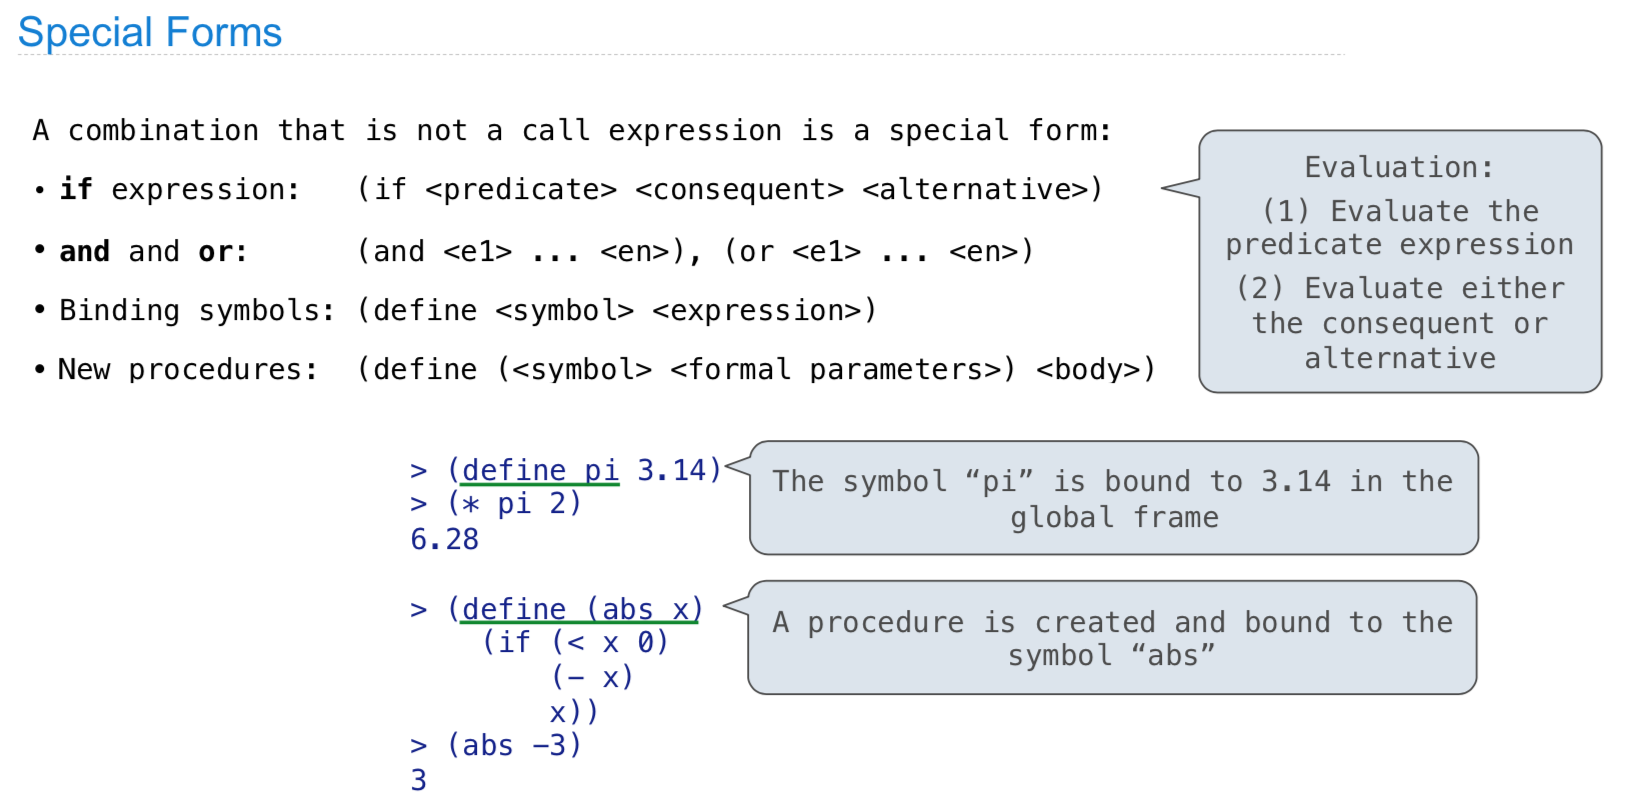 Special Forms
A combination that is not a call expression is a special form:
• if expression: (if <predicate> <consequent> <alternative>)
• and and or: (and <e1> ... <en>), (or <e1> ... <en>)
• Binding symbols: (define <symbol> <expression>)
• New procedures: (define (<symbol> <formal parameters>) <body>)
Evaluation:
(1) Evaluate the
predicate expression
(2) Evaluate either
the consequent or
alternative
> (define pi 3.14)
> (* pi 2)
6.28
The symbol “pi” is bound to 3.14 in the
global frame
> (define (abs x)
(if (< x 0)
(- x)
x))
> (abs -3)
3
A procedure is created and bound to the
symbol “abs”